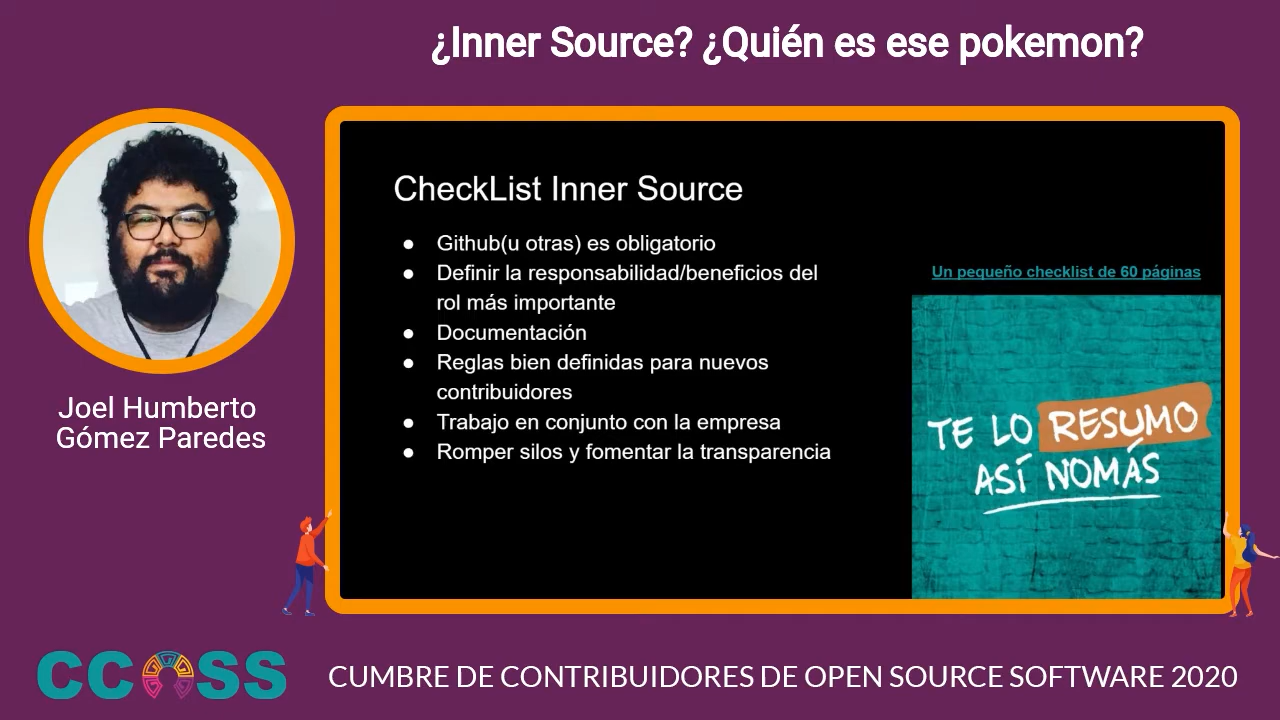 ¿Inner Source? ¿Quién es ese pokemon?
Joel Humberto
Gómez Paredes
CheckList Inner Source
● Github(u otras) es obligatorio
● Definir la responsabilidad/beneficios del
rol más importante
● Documentación
● Reglas bien definidas para nuevos
contribuidores
● Trabajo en conjunto con la empresa
● Romper silos y fomentar la transparencia
Un pequeño checklist de 60 páginas
TE LO RESUMO
ASÍ NOMÁS
CCOSS
CUMBRE DE CONTRIBUIDORES DE OPEN SOURCE SOFTWARE 2020